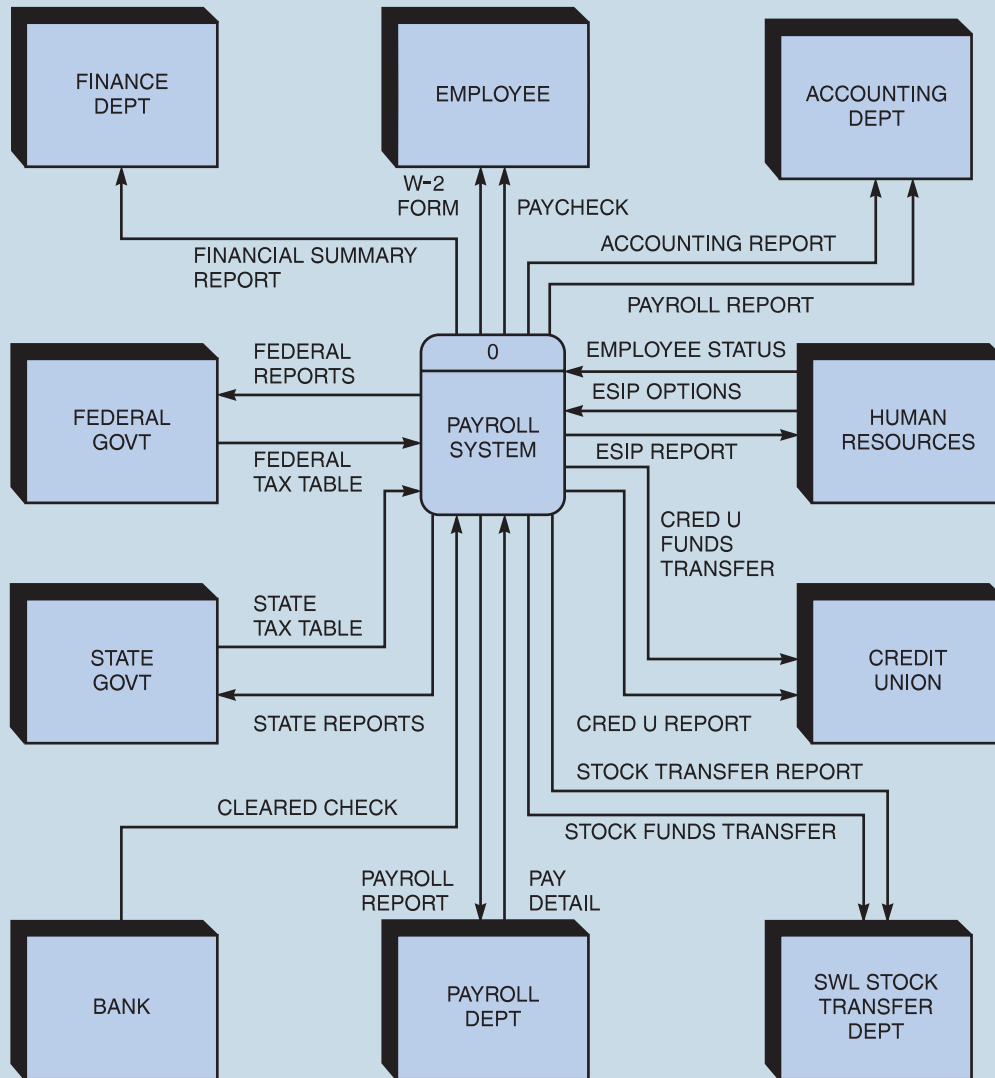 FINANCE
DEPT
EMPLOYEE
ACCOUNTING
DEPT
W-2
FORM
PAYCHECK
FINANCIAL SUMMARY
REPORT
ACCOUNTING REPORT
PAYROLL REPORT
FEDERAL
REPORTS
0
EMPLOYEE STATUS
ESIP OPTIONS
FEDERAL
GOVT
PAYROLL
SYSTEM
HUMAN
RESOURCES
FEDERAL
TAX TABLE
ESIP REPORT
CRED U
FUNDS
TRANSFER
STATE
TAX TABLE
STATE
GOVT
CREDIT
UNION
STATE REPORTS
CRED U REPORT
STOCK TRANSFER REPORT
CLEARED CHECK
STOCK FUNDS TRANSFER
PAYROLL
REPORT
PAY
DETAIL
BANK
PAYROLL
DEPT
SWL STOCK
TRANSFER
DEPT